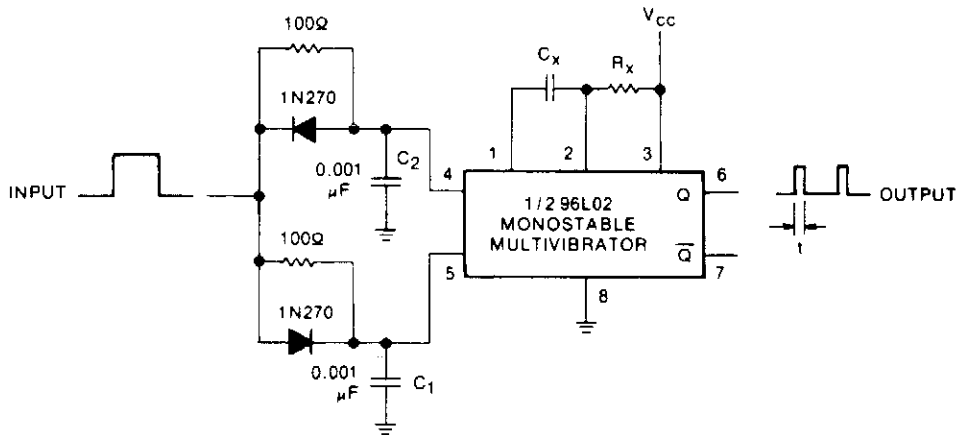 100Ω
1N270
0.001
μF
C2
INPUT
100Ω
1N270
0.001
μF
C1
VCC
Cx
Rx
1
2
3
4
5
6
7
8
1/2 96L02
MONOSTABLE
MULTIVIBRATOR
Q
Q̅
OUTPUT
t